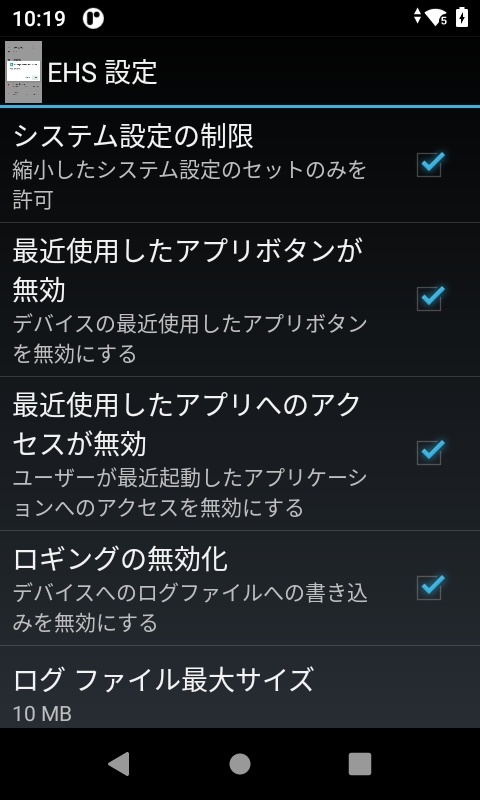 10:19
5
EHS 設定
システム設定の制限
縮小したシステム設定のセットのみを
許可
最近使用したアプリボタンが
無効
デバイスの最近使用したアプリボタン
を無効にする
最近使用したアプリへのアク
セスが無効
ユーザーが最近起動したアプリケーシ
ョンへのアクセスを無効にする
ロギングの無効化
デバイスへのログファイルへの書き込
みを無効にする
ログ ファイル最大サイズ
10 MB